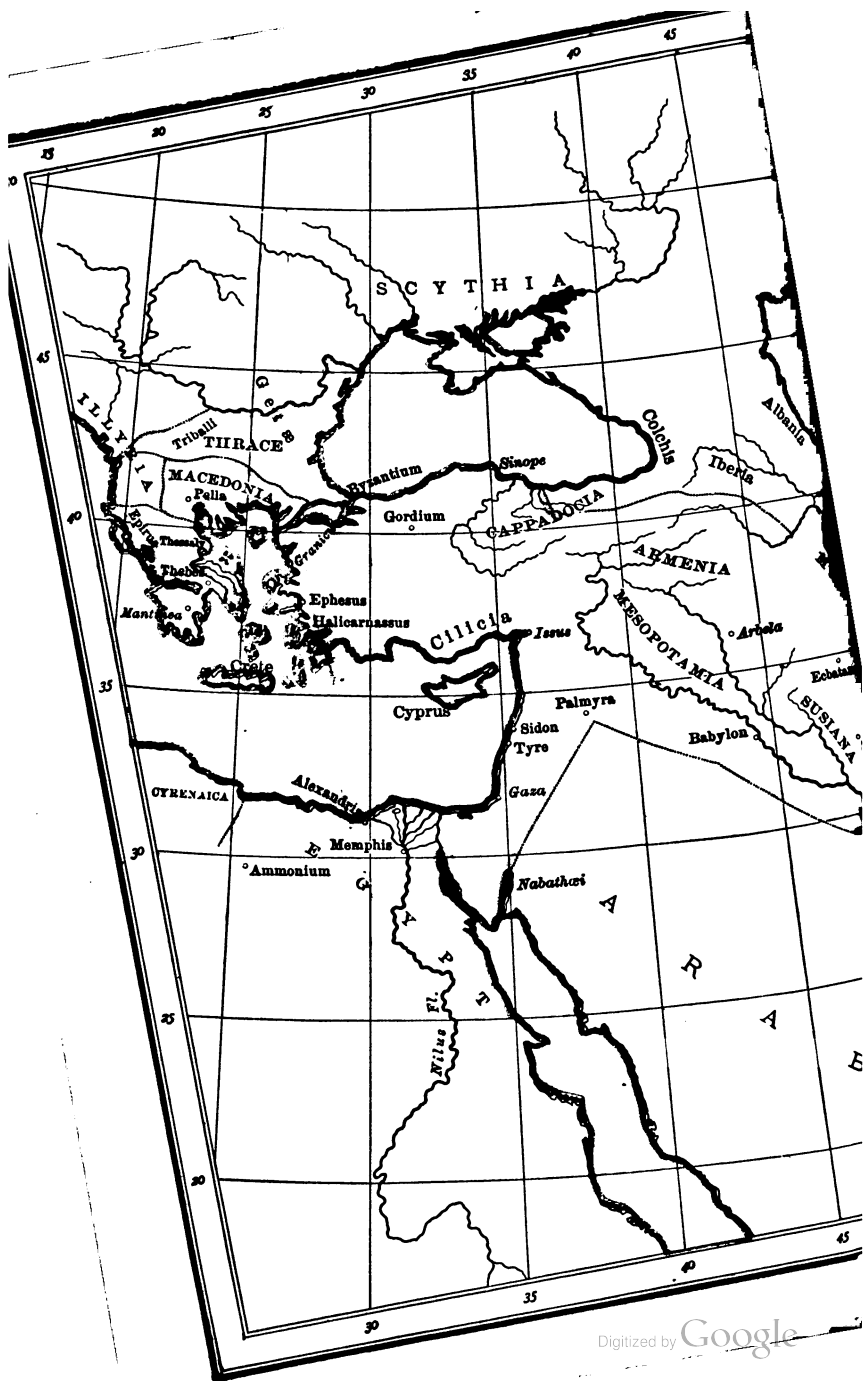 15
20
25
30
35
40
45
SCYTHIA
45
Getæ
ILLYRIA
Triballi
THRACE
Colchis
Albania
Iberia
Sinope
Byzantium
MACEDONIA
Pella
Gordium
CAPPADOCIA
40
Epirus
Thessaly
Granicus
ARMENIA
Thebes
Ephesus
Mantinea
Halicarnassus
Cilicia
Issus
MESOPOTAMIA
Arbela
Crete
35
Cyprus
Palmyra
Sidon
Tyre
Babylon
SUSIANA
CYRENAICA
Alexandria
Gaza
30
Memphis
Ammonium
EGYPT
Nabathæi
A R A B
Nilus Fl.
25
20
30
35
40
45
Digitized by Google